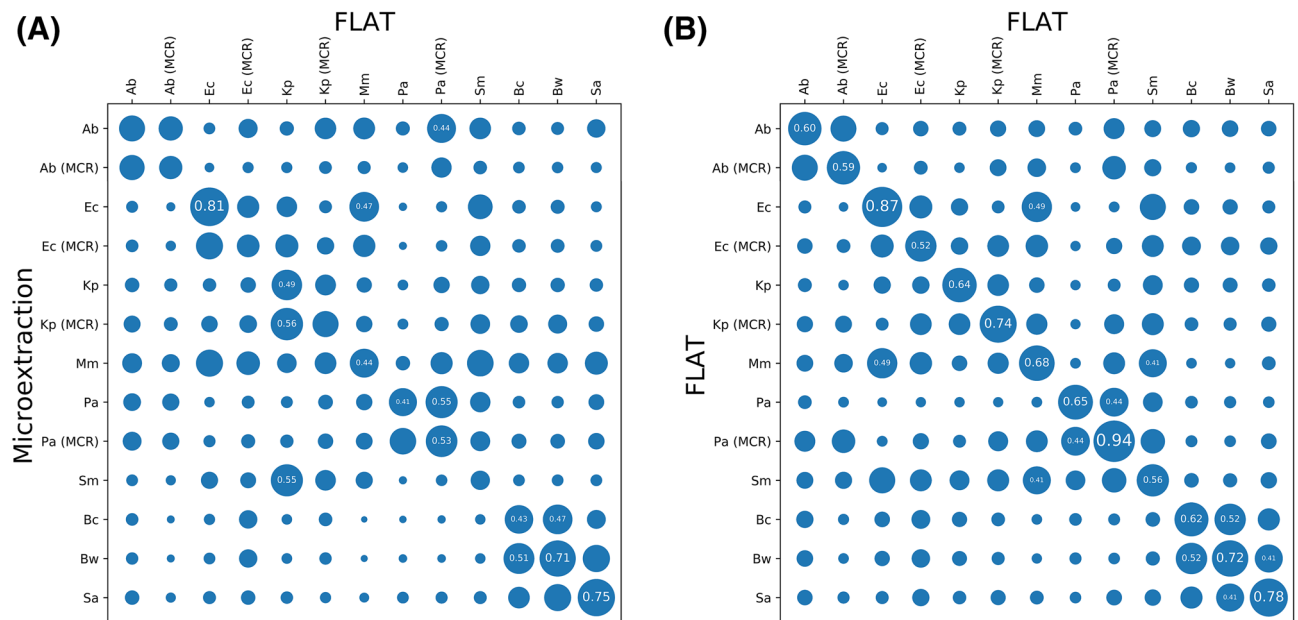 (A)
FLAT
Ab
Ab (MCR)
Ec
Ec (MCR)
Kp
Kp (MCR)
Mm
Pa
Pa (MCR)
Sm
Bc
Bw
Sa
Microextraction
Ab 0.44
Ab (MCR)
Ec 0.81 0.47
Ec (MCR)
Kp 0.49
Kp (MCR) 0.56
Mm 0.44
Pa 0.41 0.55
Pa (MCR) 0.53
Sm 0.55
Bc 0.43 0.47
Bw 0.51 0.71
Sa 0.75
(B)
FLAT
Ab
Ab (MCR)
Ec
Ec (MCR)
Kp
Kp (MCR)
Mm
Pa
Pa (MCR)
Sm
Bc
Bw
Sa
FLAT
Ab 0.60
Ab (MCR) 0.59
Ec 0.87 0.49
Ec (MCR) 0.52
Kp 0.64
Kp (MCR) 0.74
Mm 0.49 0.68 0.41
Pa 0.65 0.44
Pa (MCR) 0.44 0.94
Sm 0.41 0.56
Bc 0.62 0.52
Bw 0.52 0.72 0.41
Sa 0.41 0.78